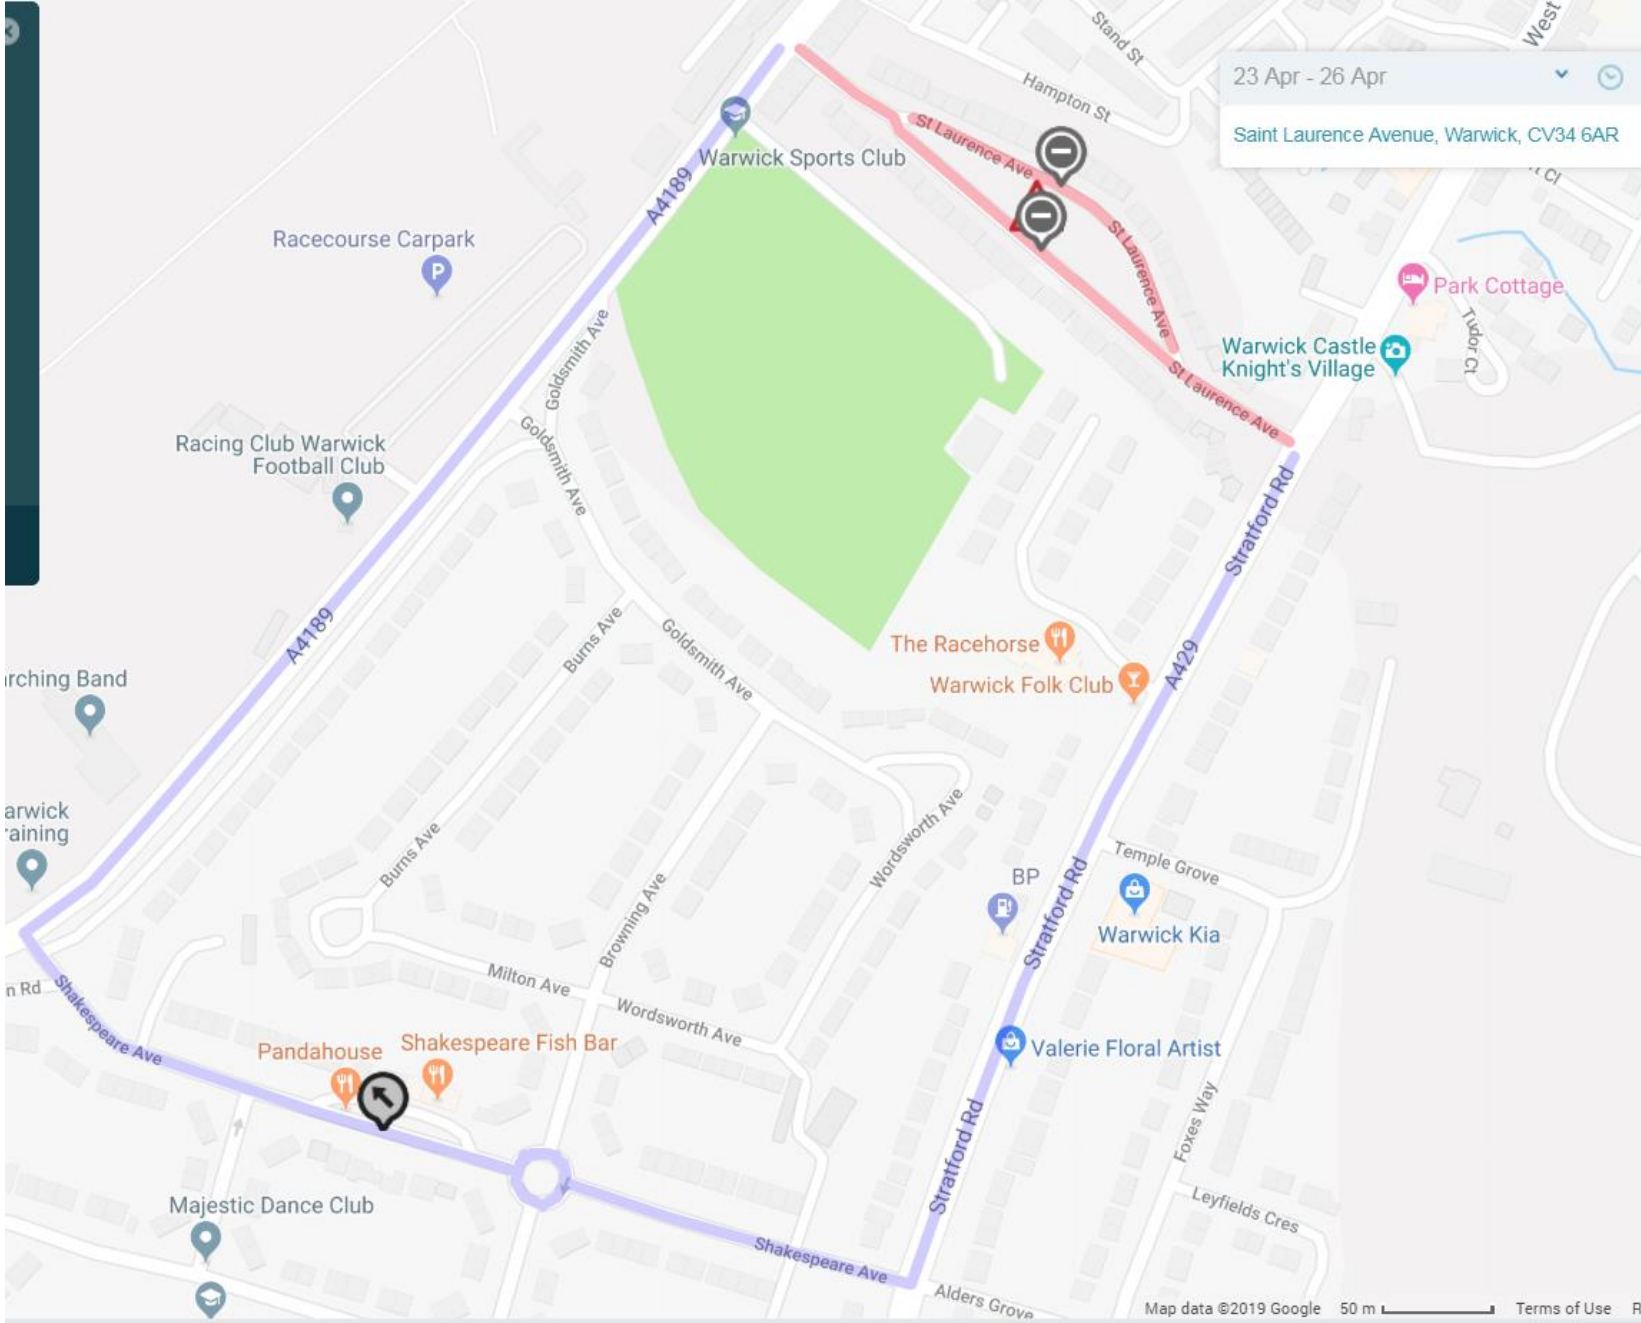 Stand St
West
Hampton St
23 Apr - 26 Apr
Saint Laurence Avenue, Warwick, CV34 6AR
St Laurence Ave
Warwick Sports Club
A4189
Racecourse Carpark
P
St Laurence Ave
Park Cottage
Tudor Ct
Warwick Castle
Knight's Village
St Laurence Ave
Goldsmith Ave
Goldsmith Ave
Racing Club Warwick
Football Club
Stratford Rd
A4189
Burns Ave
Goldsmith Ave
The Racehorse
Warwick Folk Club
A429
arching Band
arwick
raining
Burns Ave
Wordsworth Ave
Temple Grove
BP
Stratford Rd
Warwick Kia
Browning Ave
Milton Ave
n Rd
Shakespeare Ave
Wordsworth Ave
Pandahouse
Shakespeare Fish Bar
Valerie Floral Artist
Foxes Way
Stratford Rd
Leyfields Cres
Majestic Dance Club
Shakespeare Ave
Alders Grove
Map data ©2019 Google
50 m
Terms of Use